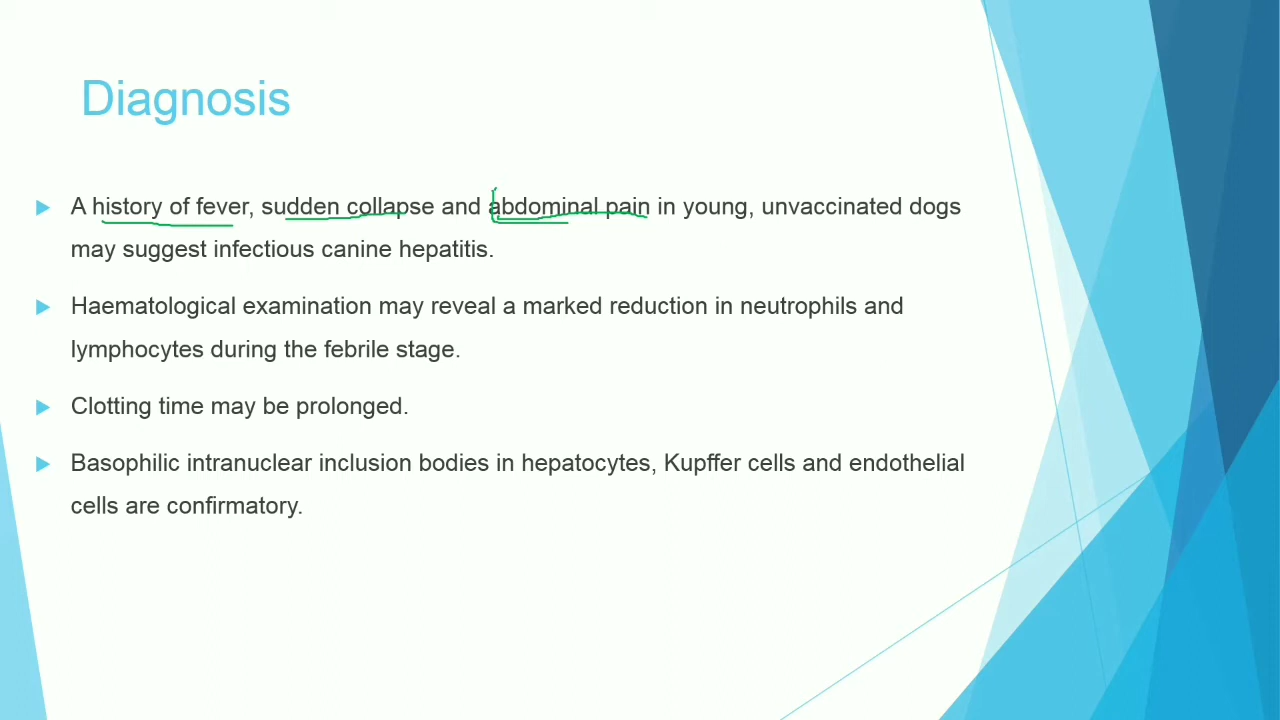 Diagnosis
A history of fever, sudden collapse and abdominal pain in young, unvaccinated dogs
may suggest infectious canine hepatitis.
Haematological examination may reveal a marked reduction in neutrophils and
lymphocytes during the febrile stage.
Clotting time may be prolonged.
Basophilic intranuclear inclusion bodies in hepatocytes, Kupffer cells and endothelial
cells are confirmatory.